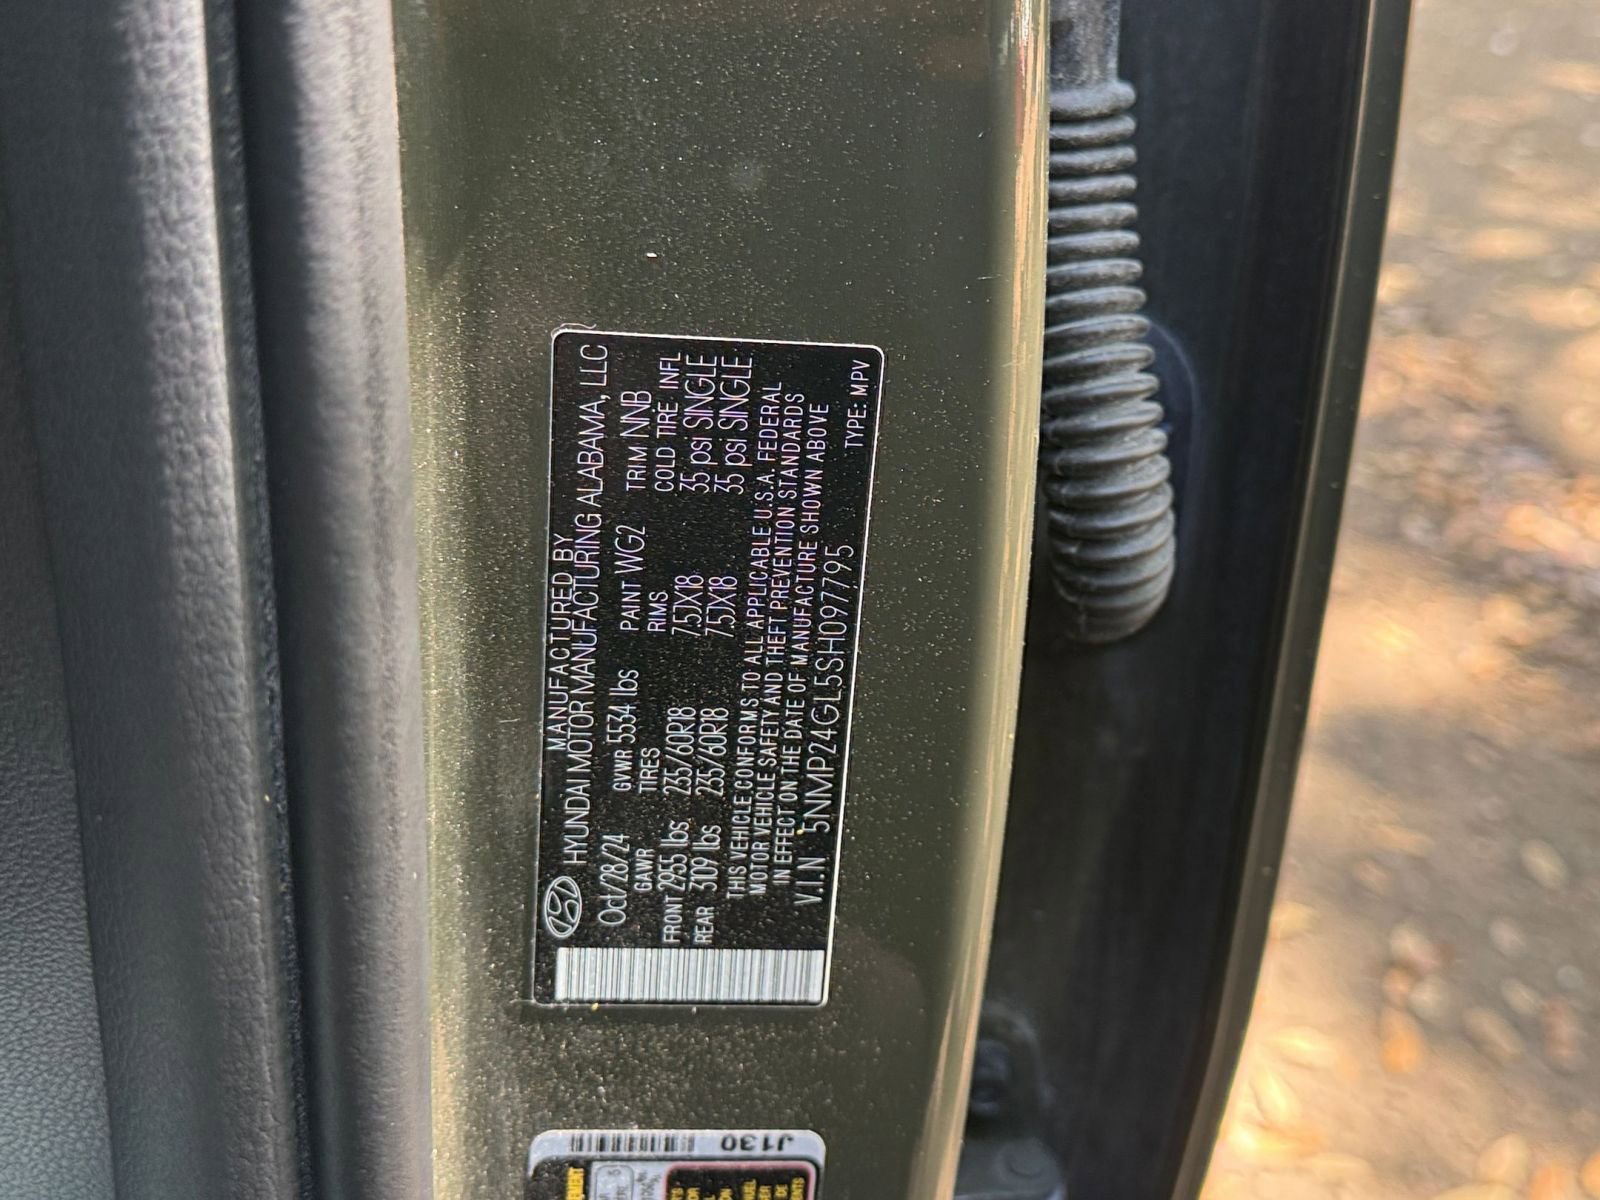 MANUFACTURED BY
HYUNDAI MOTOR MANUFACTURING ALABAMA, LLC
Oct/28/24 GVWR 5534 lbs PAINT WG2 TRIM NNB
GAWR TIRES RIMS COLD TIRE INFL
FRONT 2955 lbs 235/60R18 7.5JX18 35 psi SINGLE
REAR 3109 lbs 235/60R18 7.5JX18 35 psi SINGLE
THIS VEHICLE CONFORMS TO ALL APPLICABLE U.S.A. FEDERAL
MOTOR VEHICLE SAFETY AND THEFT PREVENTION STANDARDS
IN EFFECT ON THE DATE OF MANUFACTURE SHOWN ABOVE
V.I.N 5NMP24GL5SH097795 TYPE: MPV
J1130